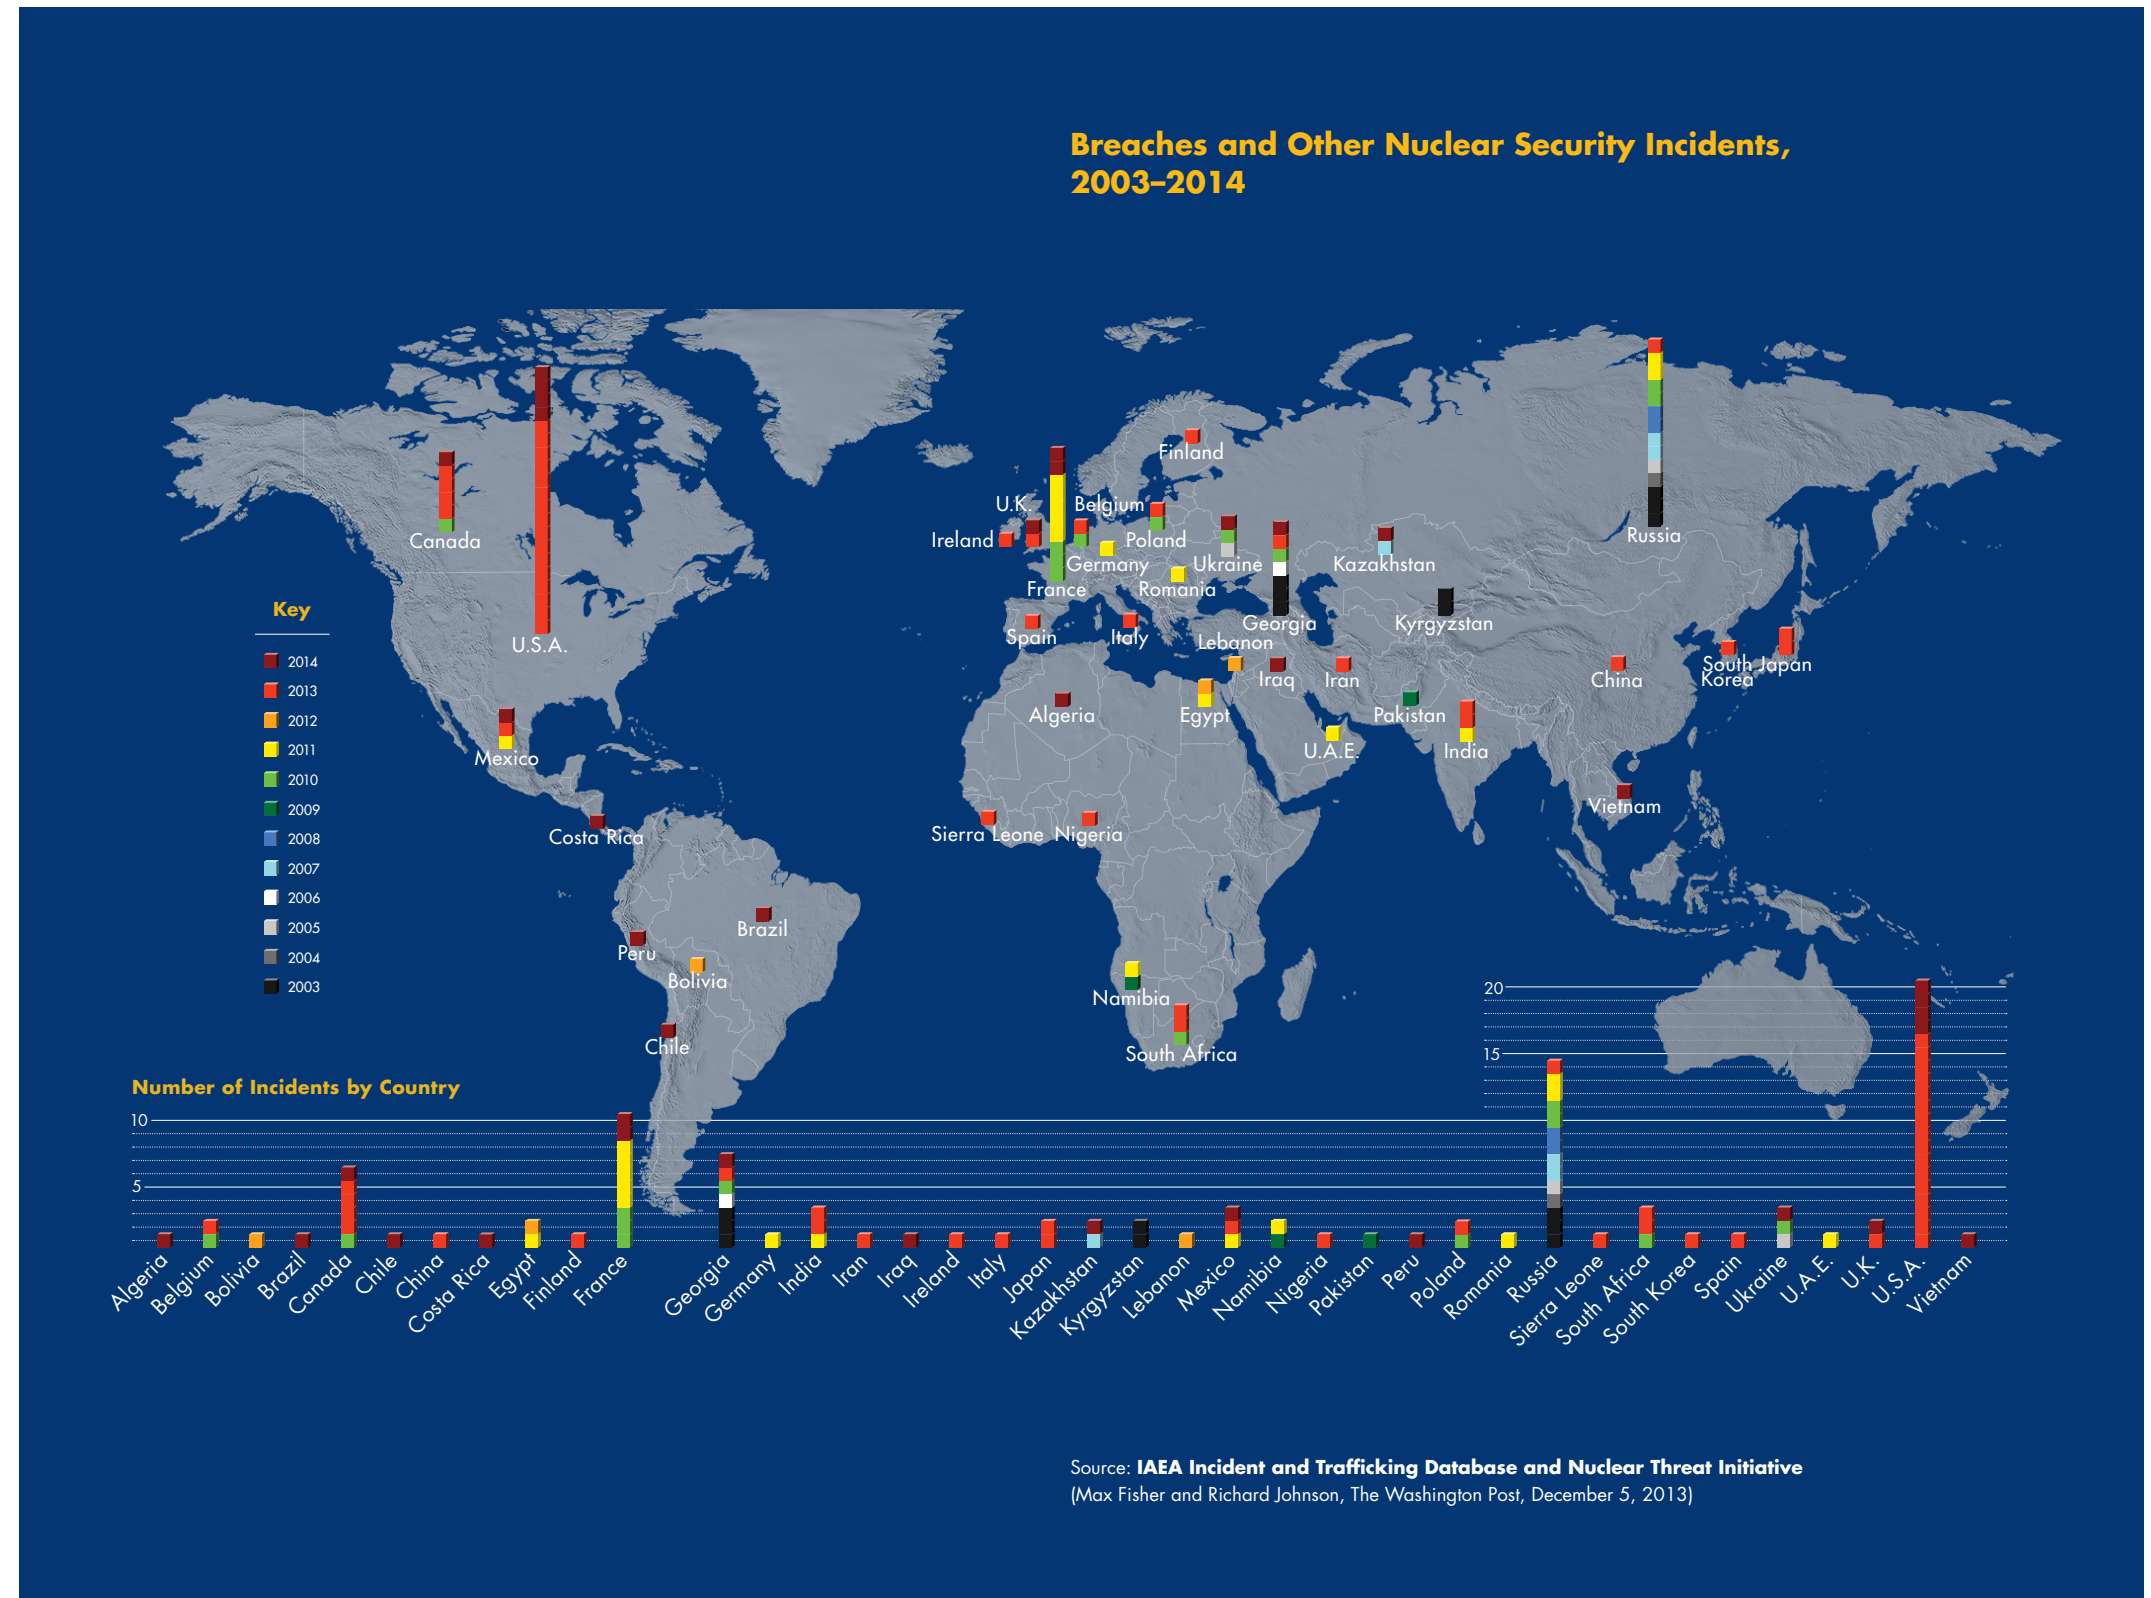 Breaches and Other Nuclear Security Incidents,
2003–2014
Finland
U.K.
Belgium
Canada
Ireland
Poland
Russia
Germany
Ukraine
Kazakhstan
France
Romania
Key
Spain
Italy
Georgia
Kyrgyzstan
U.S.A.
Lebanon
2014
2013
2012
2011
2010
2009
2008
2007
2006
2005
2004
2003
Iraq
Iran
China
South
Korea
Japan
Algeria
Egypt
Pakistan
Mexico
U.A.E.
India
Vietnam
Costa Rica
Sierra Leone
Nigeria
Brazil
Peru
Bolivia
Namibia
Chile
South Africa
20
15
Number of Incidents by Country
10
5
Algeria
Belgium
Bolivia
Brazil
Canada
Chile
China
Costa Rica
Egypt
Finland
France
Georgia
Germany
India
Iran
Iraq
Ireland
Italy
Japan
Kazakhstan
Kyrgyzstan
Lebanon
Mexico
Namibia
Nigeria
Pakistan
Peru
Poland
Romania
Russia
Sierra Leone
South Africa
South Korea
Spain
Ukraine
U.A.E.
U.K.
U.S.A.
Vietnam
Source: IAEA Incident and Trafficking Database and Nuclear Threat Initiative
(Max Fisher and Richard Johnson, The Washington Post, December 5, 2013)